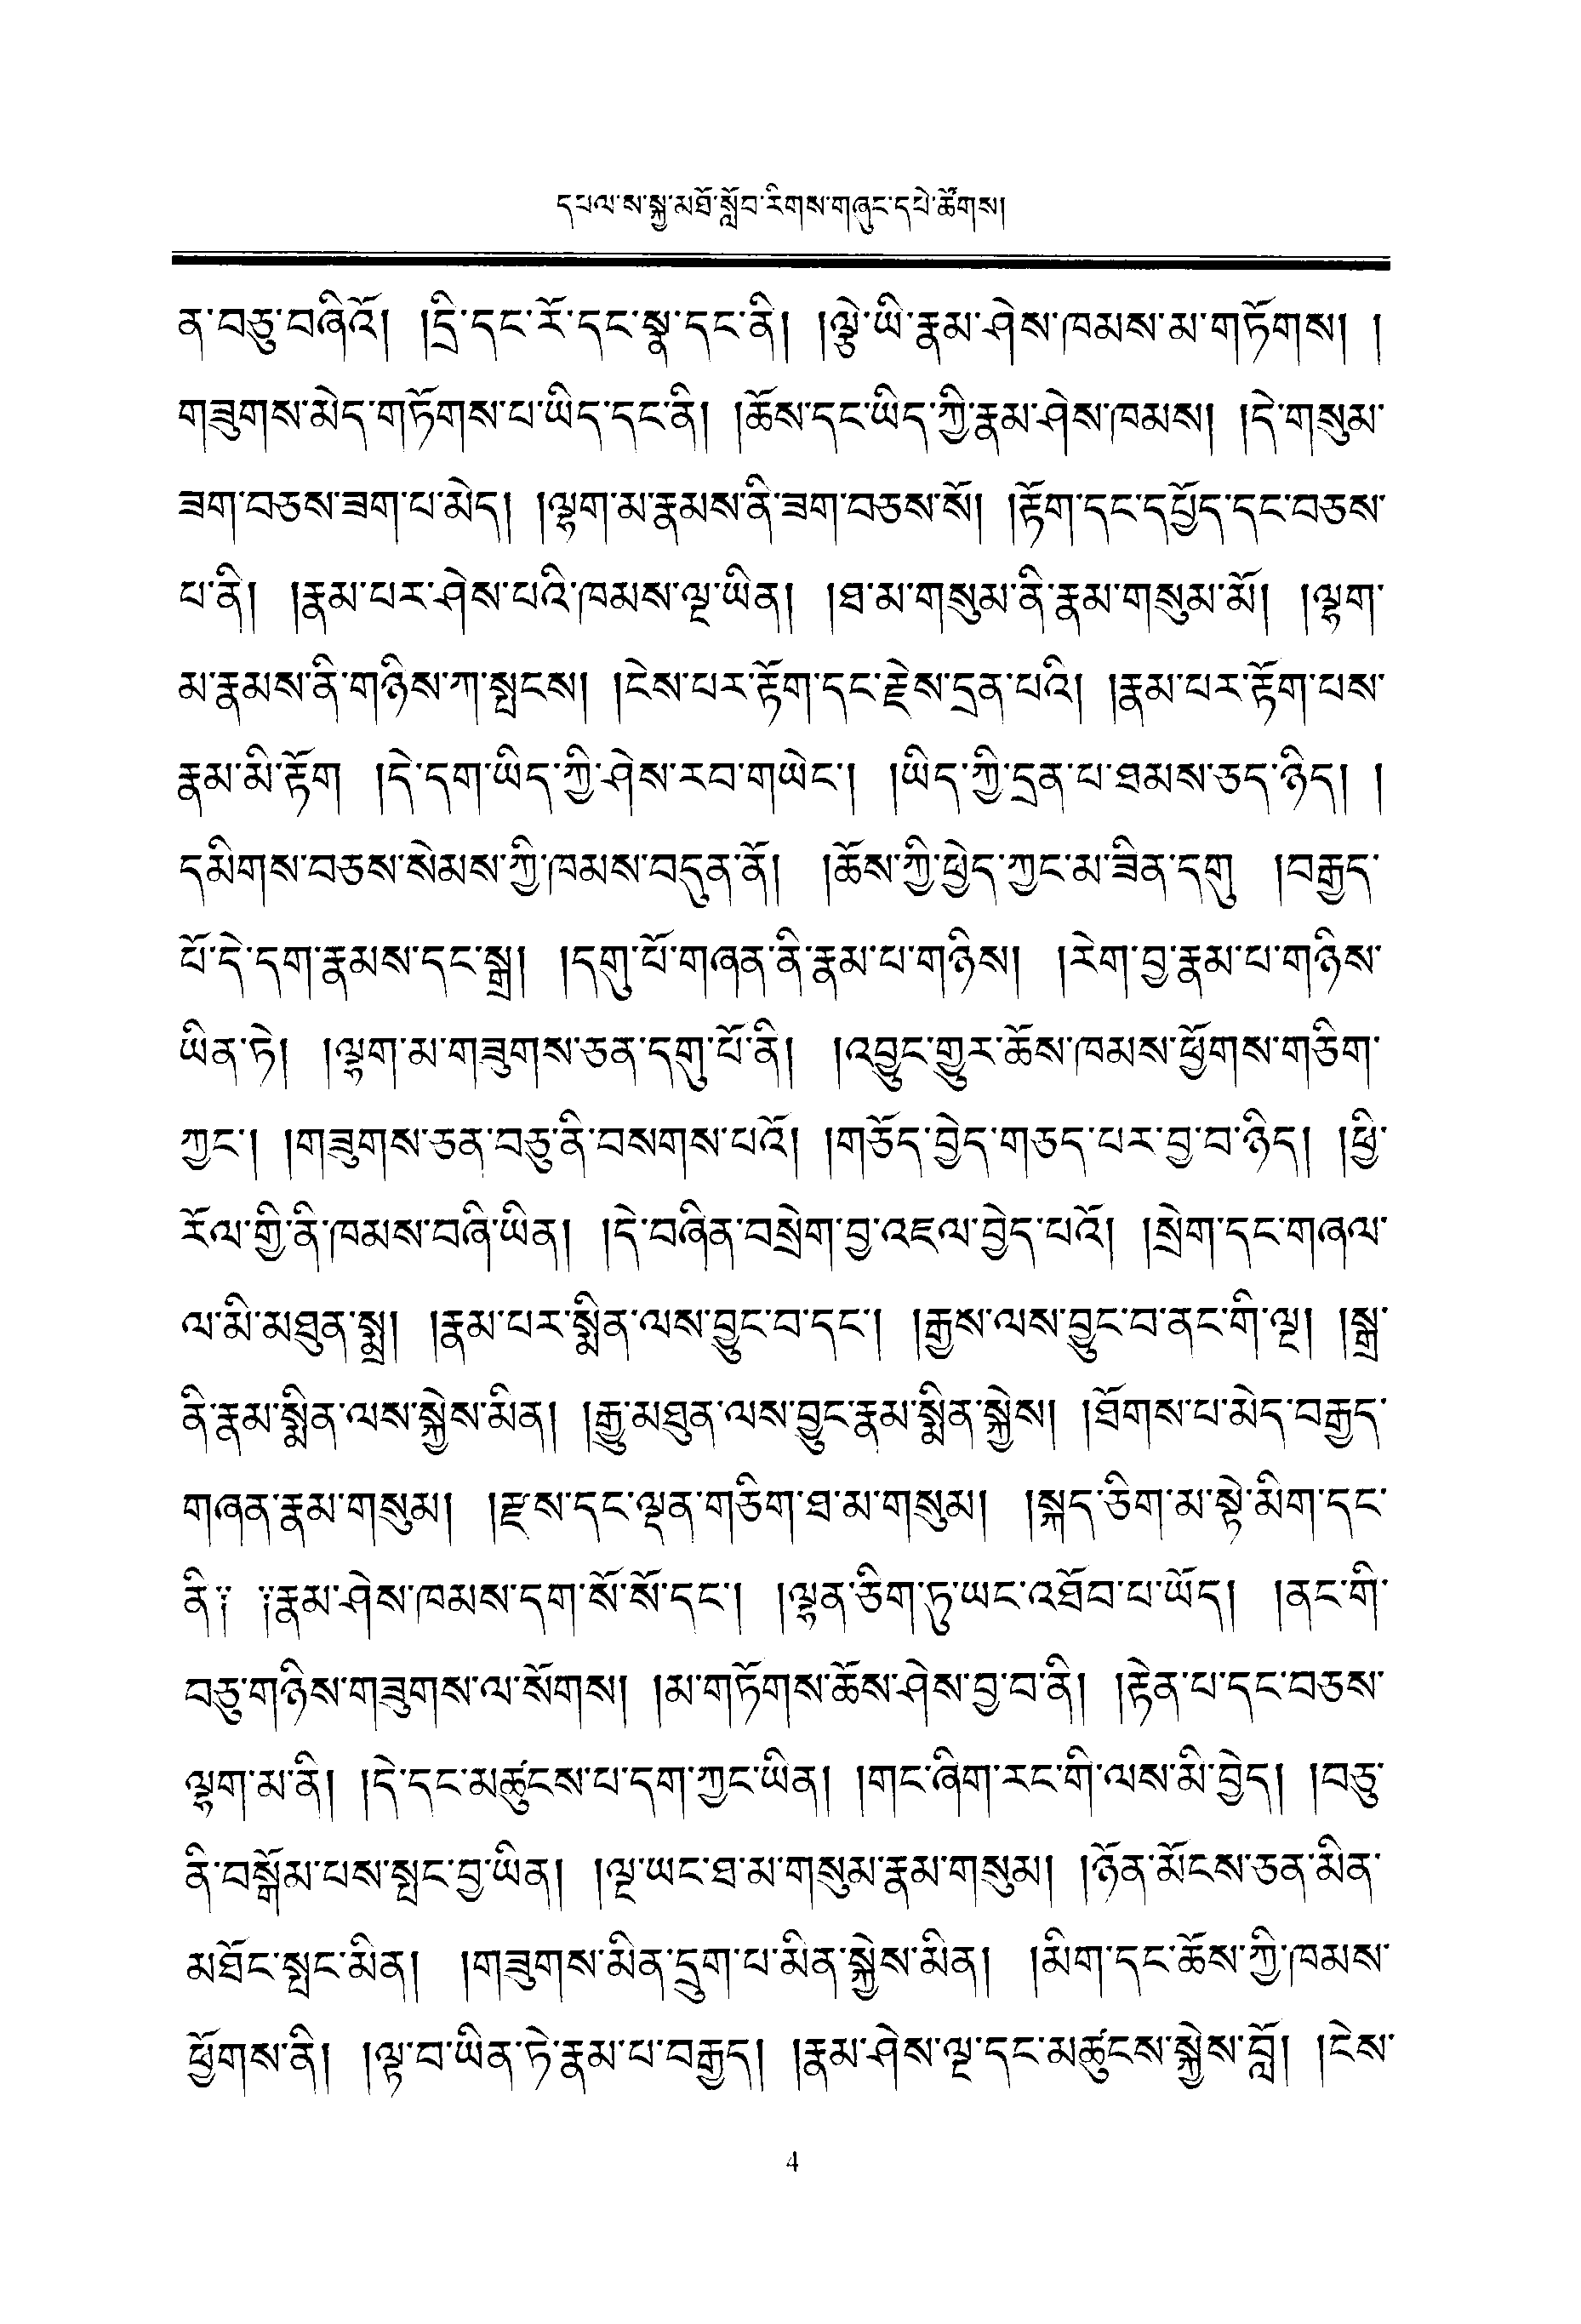 དཔལ་ས་སྐྱ་མཐོ་སློབ་རིགས་གཞུང་དཔེ་ཚོགས།
ན་བཅུ་བཞིའོ། །དྲི་དང་རོ་དང་སྣ་དང་ནི། །ལྕེ་ཡི་རྣམ་ཤེས་ཁམས་མ་གཏོགས། །
གཟུགས་མེད་གཏོགས་པ་ཡིད་དང་ནི། །ཆོས་དང་ཡིད་ཀྱི་རྣམ་ཤེས་ཁམས། །དེ་གསུམ་
ཟག་བཅས་ཟག་པ་མེད། །ལྷག་མ་རྣམས་ནི་ཟག་བཅས་སོ། །རྟོག་དང་དཔྱོད་དང་བཅས་
པ་ནི། །རྣམ་པར་ཤེས་པའི་ཁམས་ལྔ་ཡིན། །ཐ་མ་གསུམ་ནི་རྣམ་གསུམ་མོ། །ལྷག་
མ་རྣམས་ནི་གཉིས་ཀ་སྤངས། །ངེས་པར་རྟོག་དང་རྗེས་དྲན་པའི། །རྣམ་པར་རྟོག་པས་
རྣམ་མི་རྟོག །དེ་དག་ཡིད་ཀྱི་ཤེས་རབ་གཡེང་། །ཡིད་ཀྱི་དྲན་པ་ཐམས་ཅད་ཉིད། །
དམིགས་བཅས་སེམས་ཀྱི་ཁམས་བདུན་ནོ། །ཆོས་ཀྱི་ཕྱེད་ཀྱང་མ་ཟིན་དགུ །བརྒྱད་
པོ་དེ་དག་རྣམས་དང་སྒྲ། །དགུ་པོ་གཞན་ནི་རྣམ་པ་གཉིས། །རེག་བྱ་རྣམ་པ་གཉིས་
ཡིན་ཏེ། །ལྷག་མ་གཟུགས་ཅན་དགུ་པོ་ནི། །འབྱུང་གྱུར་ཆོས་ཁམས་ཕྱོགས་གཅིག་
ཀྱང་། །གཟུགས་ཅན་བཅུ་ནི་བསགས་པའོ། །གཅོད་བྱེད་གཅད་པར་བྱ་བ་ཉིད། །ཕྱི་
རོལ་གྱི་ནི་ཁམས་བཞི་ཡིན། །དེ་བཞིན་བསྲེག་བྱ་འཇལ་བྱེད་པའོ། །སྲེག་དང་གཞལ་
ལ་མི་མཐུན་སྨྲ། །རྣམ་པར་སྨིན་ལས་བྱུང་བ་དང་། །རྒྱས་ལས་བྱུང་བ་ནང་གི་ལྔ། །སྒྲ་
ནི་རྣམ་སྨིན་ལས་སྐྱེས་མིན། །རྒྱུ་མཐུན་ལས་བྱུང་རྣམ་སྨིན་སྐྱེས། །ཐོགས་པ་མེད་བརྒྱད་
གཞན་རྣམ་གསུམ། །རྫས་དང་ལྡན་གཅིག་ཐ་མ་གསུམ། །སྐད་ཅིག་མ་སྟེ་མིག་དང་
ནི༑ ༑རྣམ་ཤེས་ཁམས་དག་སོ་སོ་དང་། །ལྷན་ཅིག་ཏུ་ཡང་འཐོབ་པ་ཡོད། །ནང་གི་
བཅུ་གཉིས་གཟུགས་ལ་སོགས། །མ་གཏོགས་ཆོས་ཤེས་བྱ་བ་ནི། །རྟེན་པ་དང་བཅས་
ལྷག་མ་ནི། །དེ་དང་མཚུངས་པ་དག་ཀྱང་ཡིན། །གང་ཞིག་རང་གི་ལས་མི་བྱེད། །བཅུ་
ནི་བསྒོམ་པས་སྤང་བྱ་ཡིན། །ལྔ་ཡང་ཐ་མ་གསུམ་རྣམ་གསུམ། །ཉོན་མོངས་ཅན་མིན་
མཐོང་སྤང་མིན། །གཟུགས་མིན་དྲུག་པ་མིན་སྐྱེས་མིན། །མིག་དང་ཆོས་ཀྱི་ཁམས་
ཕྱོགས་ནི། །ལྟ་བ་ཡིན་ཏེ་རྣམ་པ་བརྒྱད། །རྣམ་ཤེས་ལྔ་དང་མཚུངས་སྐྱེས་བློ། །ངེས་
4